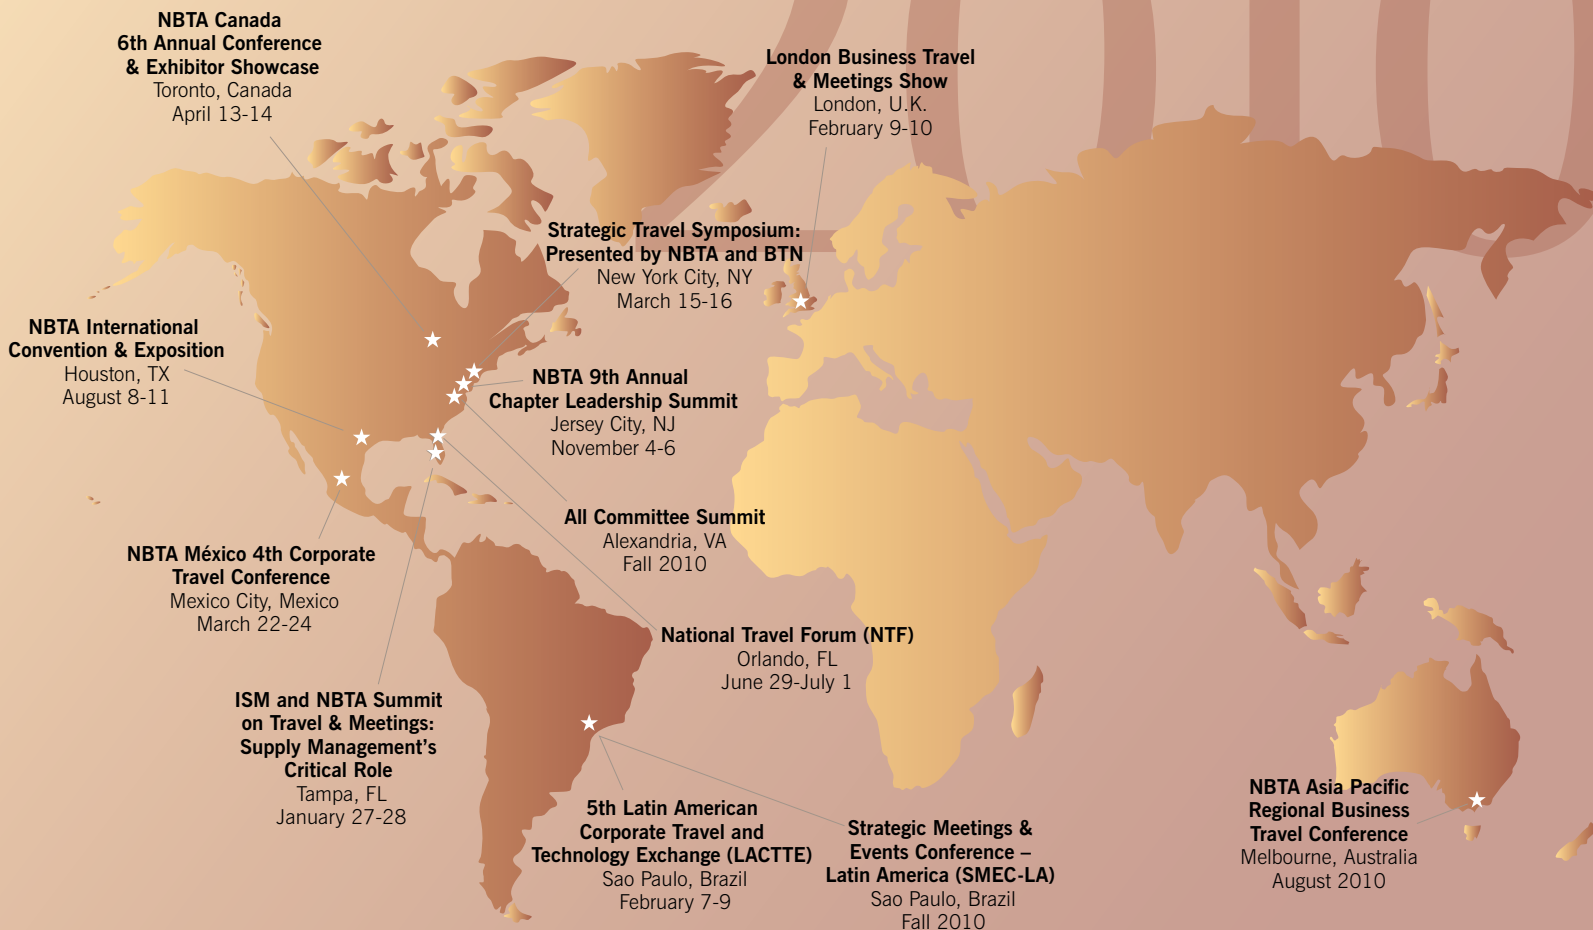 NBTA Canada
6th Annual Conference
& Exhibitor Showcase
Toronto, Canada
April 13-14
London Business Travel
& Meetings Show
London, U.K.
February 9-10
Strategic Travel Symposium:
Presented by NBTA and BTN
New York City, NY
March 15-16
NBTA International
Convention & Exposition
Houston, TX
August 8-11
NBTA 9th Annual
Chapter Leadership Summit
Jersey City, NJ
November 4-6
All Committee Summit
Alexandria, VA
Fall 2010
NBTA México 4th Corporate
Travel Conference
Mexico City, Mexico
March 22-24
National Travel Forum (NTF)
Orlando, FL
June 29-July 1
ISM and NBTA Summit
on Travel & Meetings:
Supply Management’s
Critical Role
Tampa, FL
January 27-28
5th Latin American
Corporate Travel and
Technology Exchange (LACTTE)
Sao Paulo, Brazil
February 7-9
Strategic Meetings &
Events Conference –
Latin America (SMEC-LA)
Sao Paulo, Brazil
Fall 2010
NBTA Asia Pacific
Regional Business
Travel Conference
Melbourne, Australia
August 2010